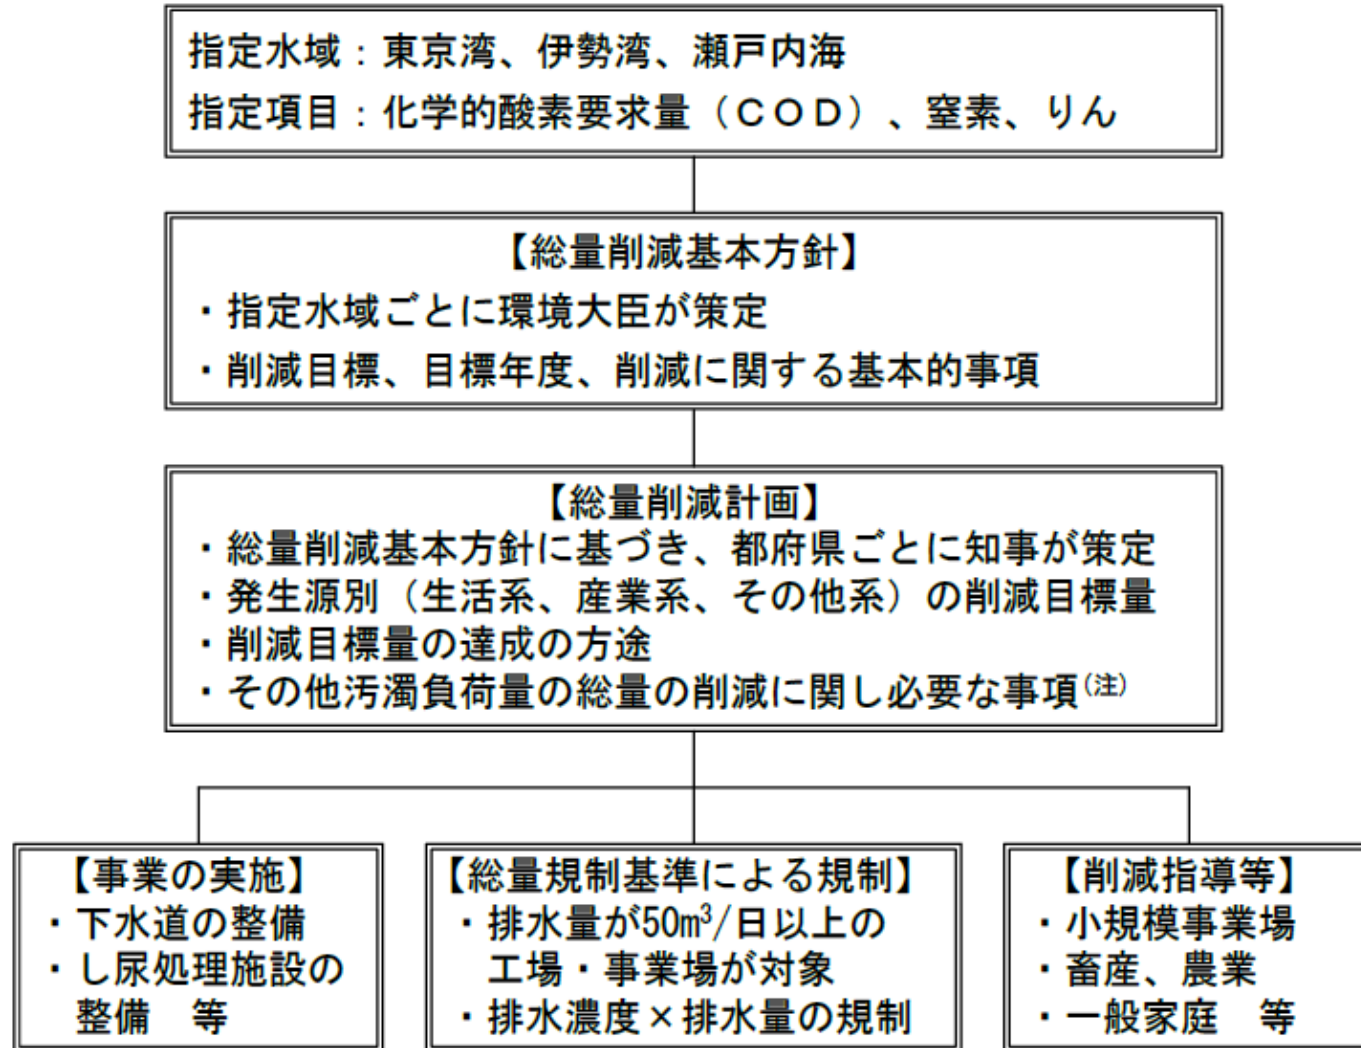 指定水域：東京湾、伊勢湾、瀬戸内海
指定項目：化学的酸素要求量（ＣＯＤ）、窒素、りん
【総量削減基本方針】
・指定水域ごとに環境大臣が策定
・削減目標、目標年度、削減に関する基本的事項
【総量削減計画】
・総量削減基本方針に基づき、都府県ごとに知事が策定
・発生源別（生活系、産業系、その他系）の削減目標量
・削減目標量の達成の方途
・その他汚濁負荷量の総量の削減に関し必要な事項(注)
【事業の実施】
・下水道の整備
・し尿処理施設の
整備　等
【総量規制基準による規制】
・排水量が50m³/日以上の
工場・事業場が対象
・排水濃度×排水量の規制
【削減指導等】
・小規模事業場
・畜産、農業
・一般家庭　等